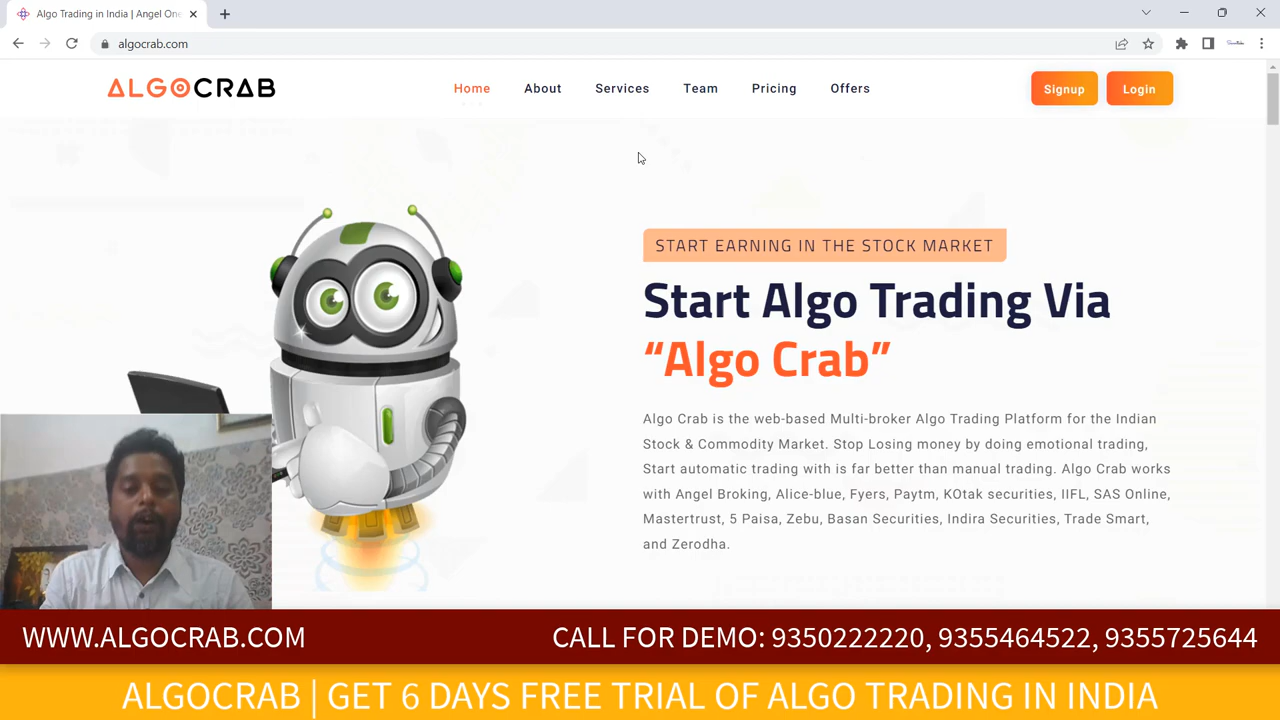 Algo Trading in India | Angel One
algocrab.com
ALGOCRAB
Home
About
Services
Team
Pricing
Offers
Signup
Login
START EARNING IN THE STOCK MARKET
Start Algo Trading Via
“Algo Crab”
Algo Crab is the web-based Multi-broker Algo Trading Platform for the Indian
Stock & Commodity Market. Stop Losing money by doing emotional trading,
Start automatic trading with is far better than manual trading. Algo Crab works
with Angel Broking, Alice-blue, Fyers, Paytm, KOtak securities, IIFL, SAS Online,
Mastertrust, 5 Paisa, Zebu, Basan Securities, Indira Securities, Trade Smart,
and Zerodha.
WWW.ALGOCRAB.COM
CALL FOR DEMO: 9350222220, 9355464522, 9355725644
ALGOCRAB | GET 6 DAYS FREE TRIAL OF ALGO TRADING IN INDIA